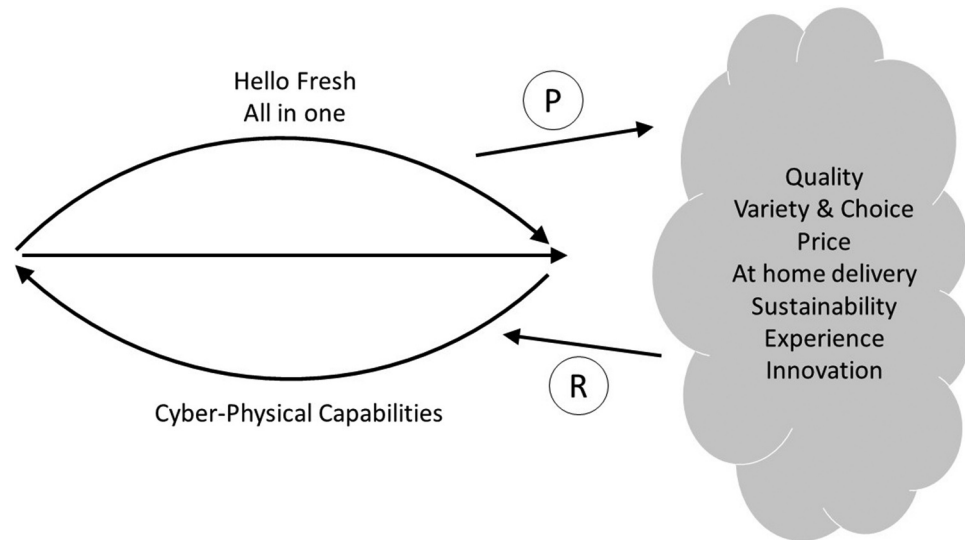 Hello Fresh
All in one
P
Quality
Variety & Choice
Price
At home delivery
Sustainability
Experience
Innovation
R
Cyber-Physical Capabilities